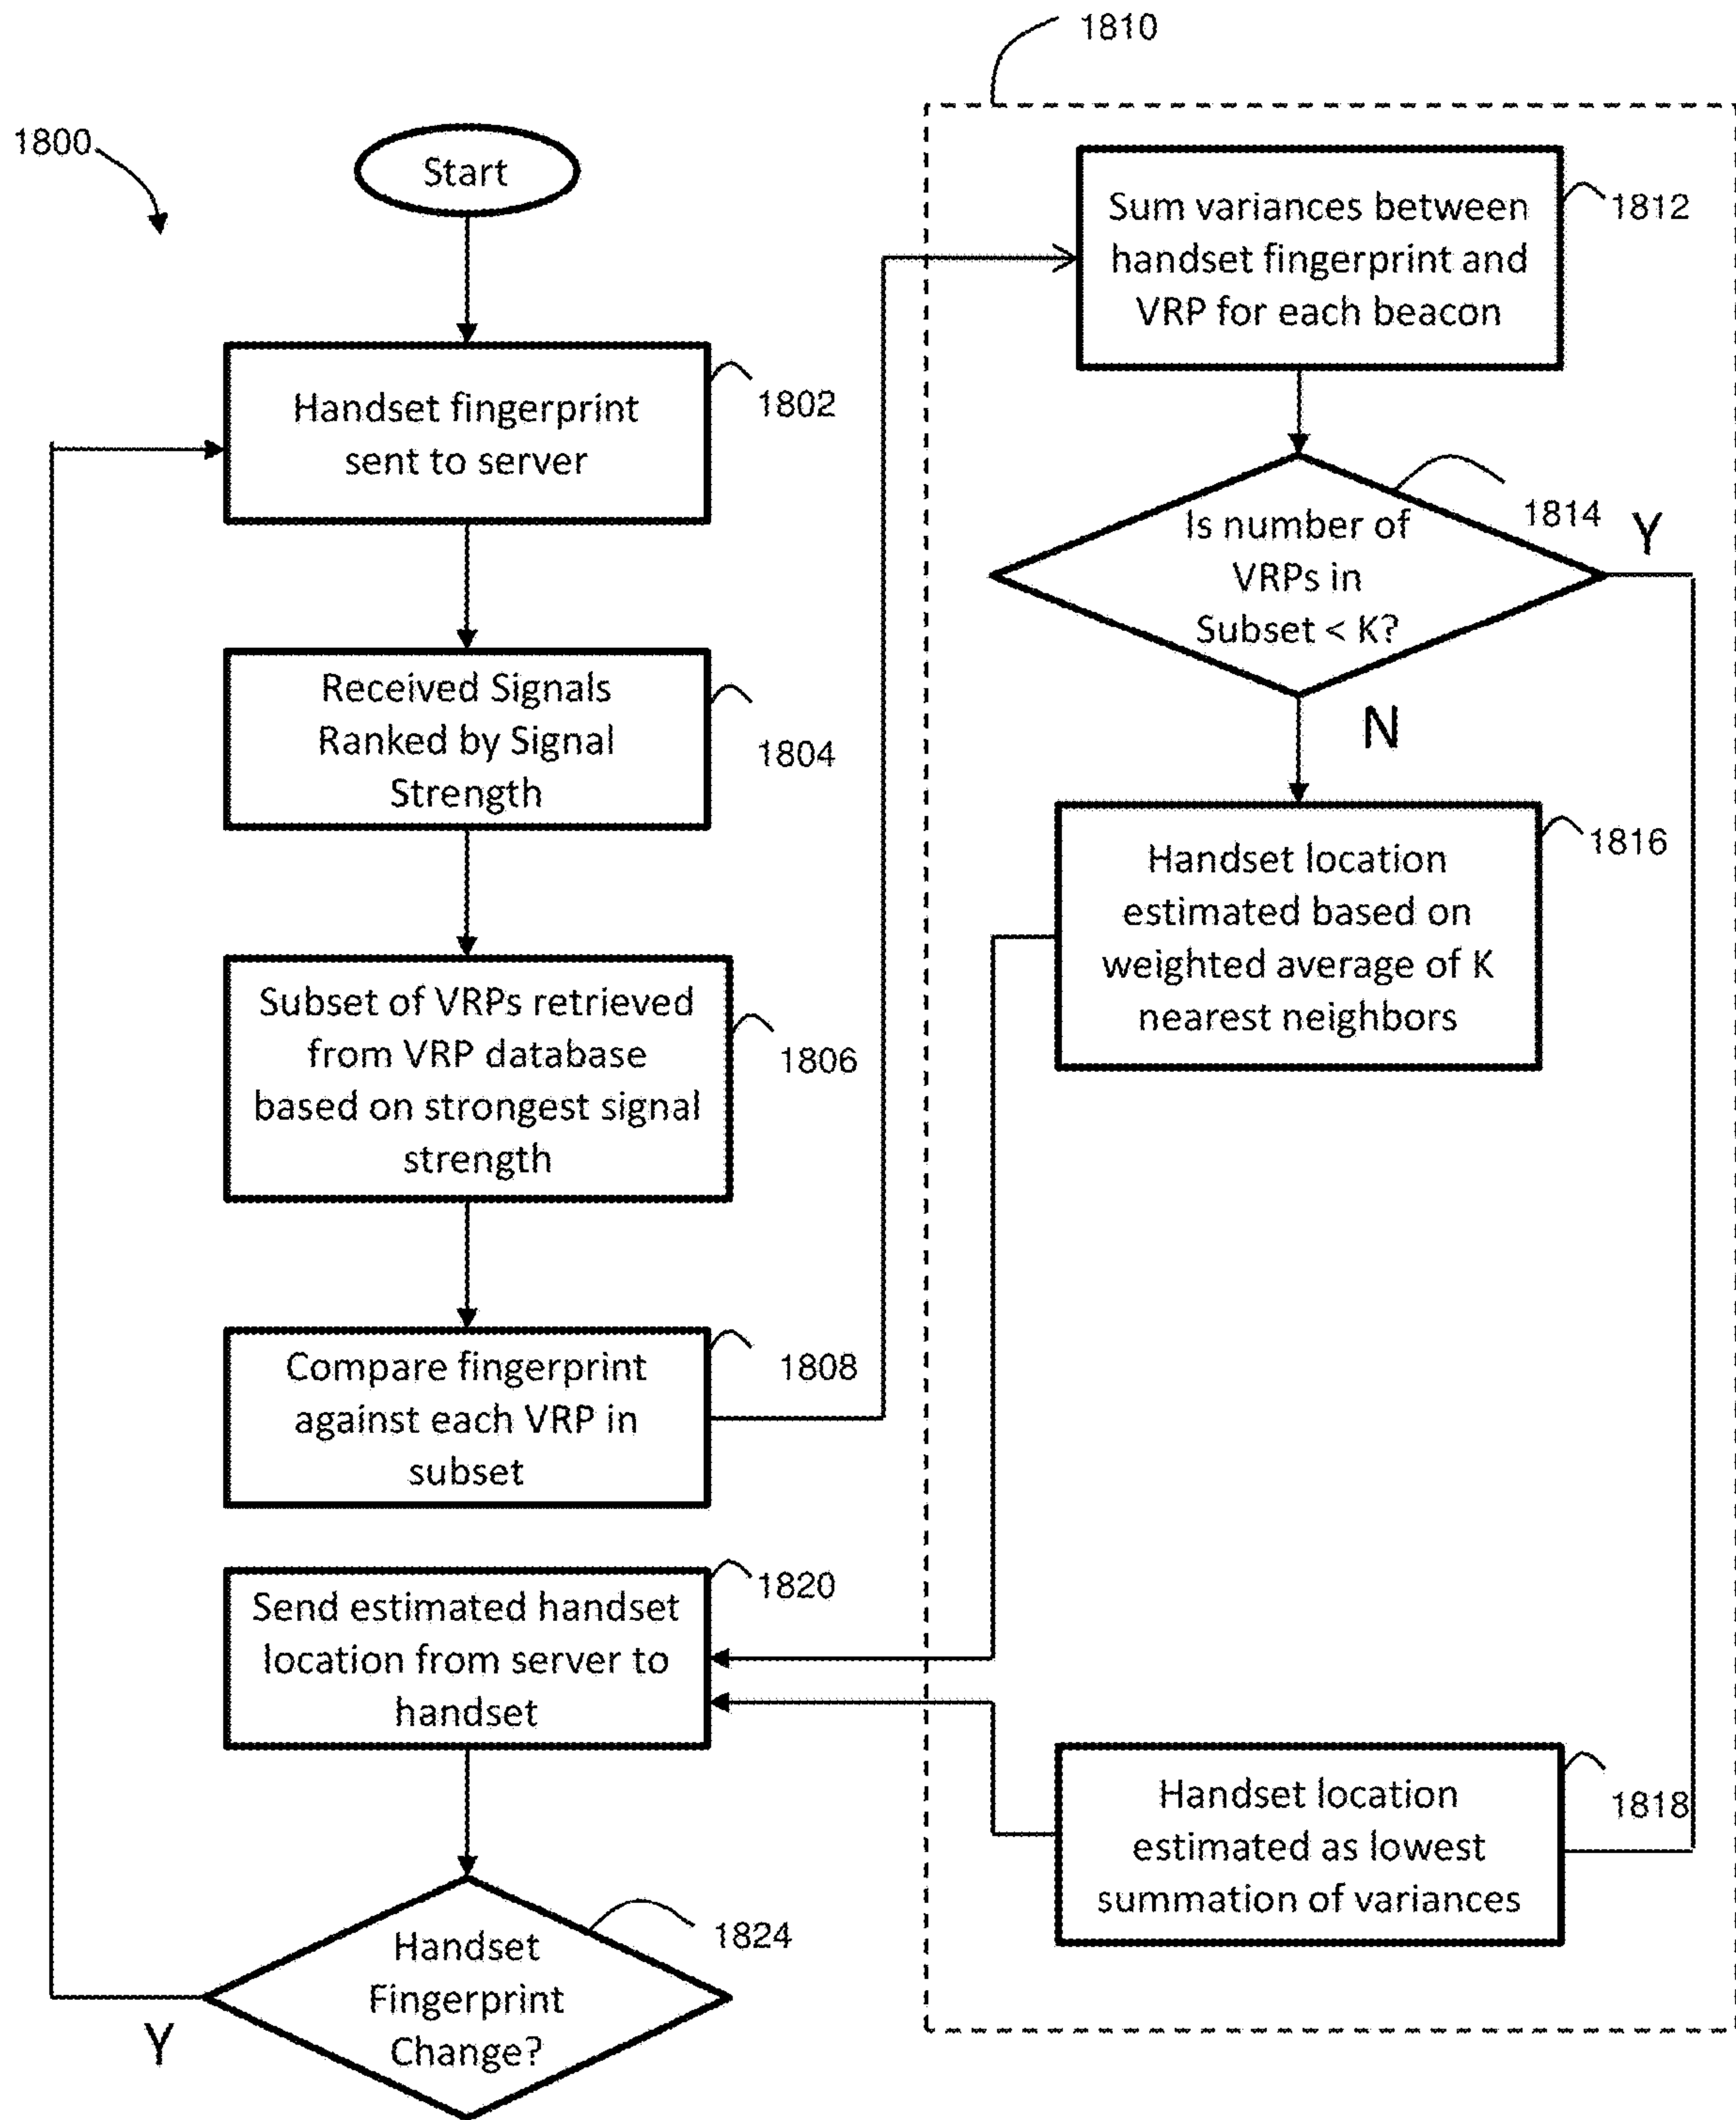 1800
Start
Handset fingerprint
sent to server
1802
Received Signals
Ranked by Signal
Strength
1804
Subset of VRPs retrieved
from VRP database
based on strongest signal
strength
1806
Compare fingerprint
against each VRP in
subset
1808
1810
Sum variances between
handset fingerprint and
VRP for each beacon
1812
Is number of
VRPs in
Subset < K?
1814
Y
N
Handset location
estimated based on
weighted average of K
nearest neighbors
1816
Handset location
estimated as lowest
summation of variances
1818
Send estimated handset
location from server to
handset
1820
Handset
Fingerprint
Change?
1824
Y